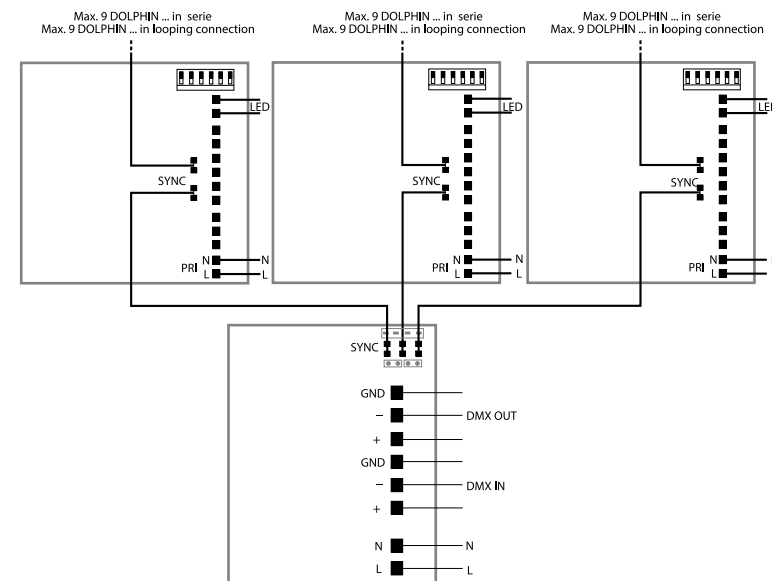 Max. 9 DOLPHIN ... in serie
Max. 9 DOLPHIN ... in looping connection
Max. 9 DOLPHIN ... in serie
Max. 9 DOLPHIN ... in looping connection
Max. 9 DOLPHIN ... in serie
Max. 9 DOLPHIN ... in looping connection
LED
SYNC
N N
PRI
L L
LED
SYNC
N N
PRI
L L
SYNC
N
PRI
L
SYNC
GND
– DMX OUT
+
GND
– DMX IN
+
N N
L L